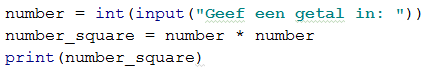 number = int(input("Geef een getal in: "))
number_square = number * number
print(number_square)